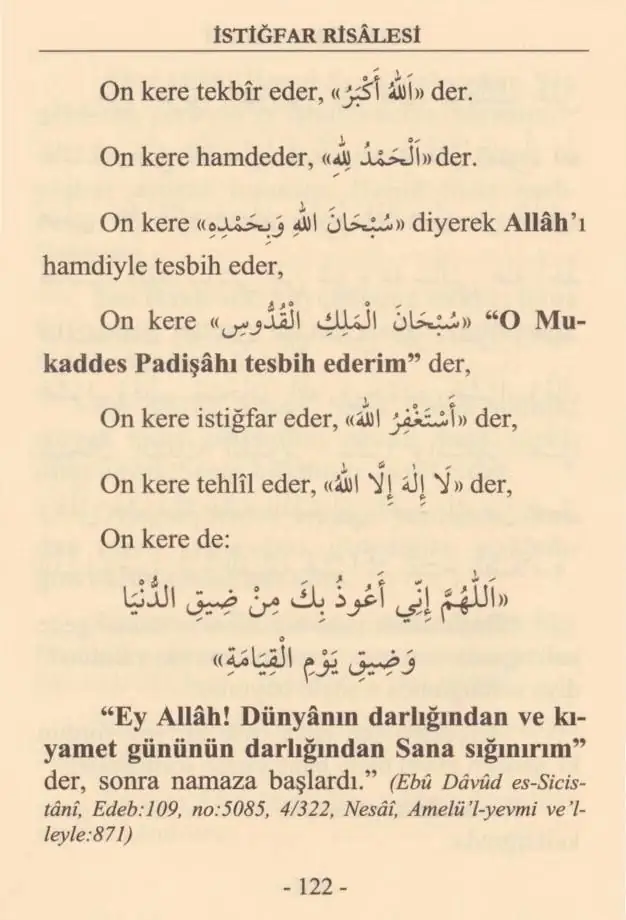 İSTİĞFAR RİSÂLESİ
On kere tekbîr eder, «اَللّٰهُ أَكْبَرُ» der.
On kere hamdeder, «اَلْحَمْدُ لِلّٰهِ» der.
On kere «سُبْحَانَ اللّٰهِ وَبِحَمْدِهِ» diyerek Allâh’ı
hamdiyle tesbih eder,
On kere «سُبْحَانَ الْمَلِكِ الْقُدُّوسِ» “O Mu-
kaddes Padişâhı tesbih ederim” der,
On kere istiğfar eder, «أَسْتَغْفِرُ اللّٰهَ» der,
On kere tehlîl eder, «لَا إِلٰهَ إِلَّا اللّٰهُ» der,
On kere de:
«اَللّٰهُمَّ إِنِّي أَعُوذُ بِكَ مِنْ ضِيقِ الدُّنْيَا
وَضِيقِ يَوْمِ الْقِيَامَةِ»
“Ey Allâh! Dünyânın darlığından ve kı-
yamet gününün darlığından Sana sığınırım”
der, sonra namaza başlardı.” (Ebû Dâvûd es-Sicis-
tânî, Edeb:109, no:5085, 4/322, Nesâî, Amelü’l-yevmi ve’l-
leyle:871)
- 122 -